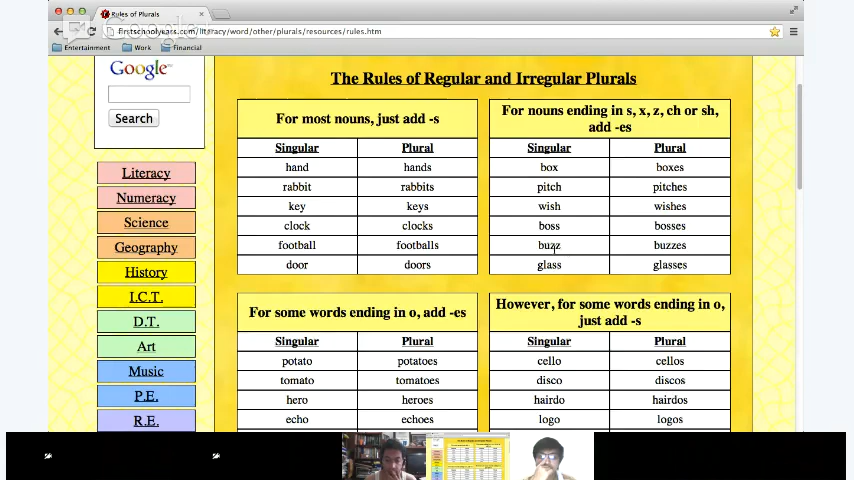 Rules of Plurals
firstschoolyears.com/literacy/word/other/plurals/resources/rules.htm
Entertainment Work Financial
Google
Search
Literacy
Numeracy
Science
Geography
History
I.C.T.
D.T.
Art
Music
P.E.
R.E.
The Rules of Regular and Irregular Plurals
For most nouns, just add -s
Singular Plural
hand hands
rabbit rabbits
key keys
clock clocks
football footballs
door doors
For nouns ending in s, x, z, ch or sh,
add -es
Singular Plural
box boxes
pitch pitches
wish wishes
boss bosses
buzz buzzes
glass glasses
For some words ending in o, add -es
Singular Plural
potato potatoes
tomato tomatoes
hero heroes
echo echoes
However, for some words ending in o,
just add -s
Singular Plural
cello cellos
disco discos
hairdo hairdos
logo logos